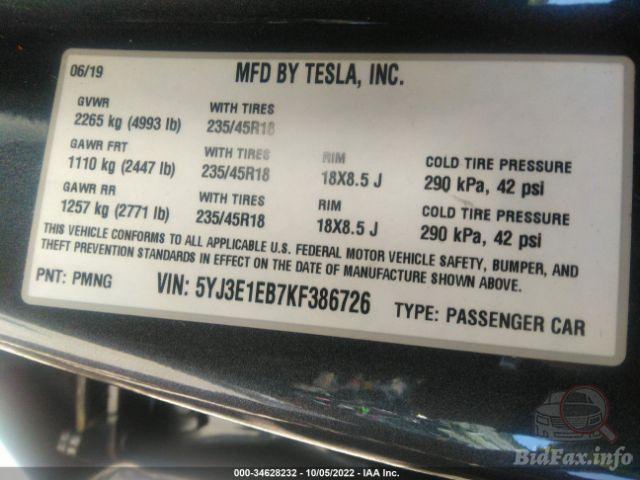 06/19 MFD BY TESLA, INC.
GVWR WITH TIRES
2265 kg (4993 lb) 235/45R18
GAWR FRT WITH TIRES RIM COLD TIRE PRESSURE
1110 kg (2447 lb) 235/45R18 18X8.5 J 290 kPa, 42 psi
GAWR RR WITH TIRES RIM COLD TIRE PRESSURE
1257 kg (2771 lb) 235/45R18 18X8.5 J 290 kPa, 42 psi
THIS VEHICLE CONFORMS TO ALL APPLICABLE U.S. FEDERAL MOTOR VEHICLE SAFETY, BUMPER, AND
THEFT PREVENTION STANDARDS IN EFFECT ON THE DATE OF MANUFACTURE SHOWN ABOVE.
PNT: PMNG VIN: 5YJ3E1EB7KF386726 TYPE: PASSENGER CAR
BidFax.info
000-34628232 - 10/05/2022 - IAA Inc.